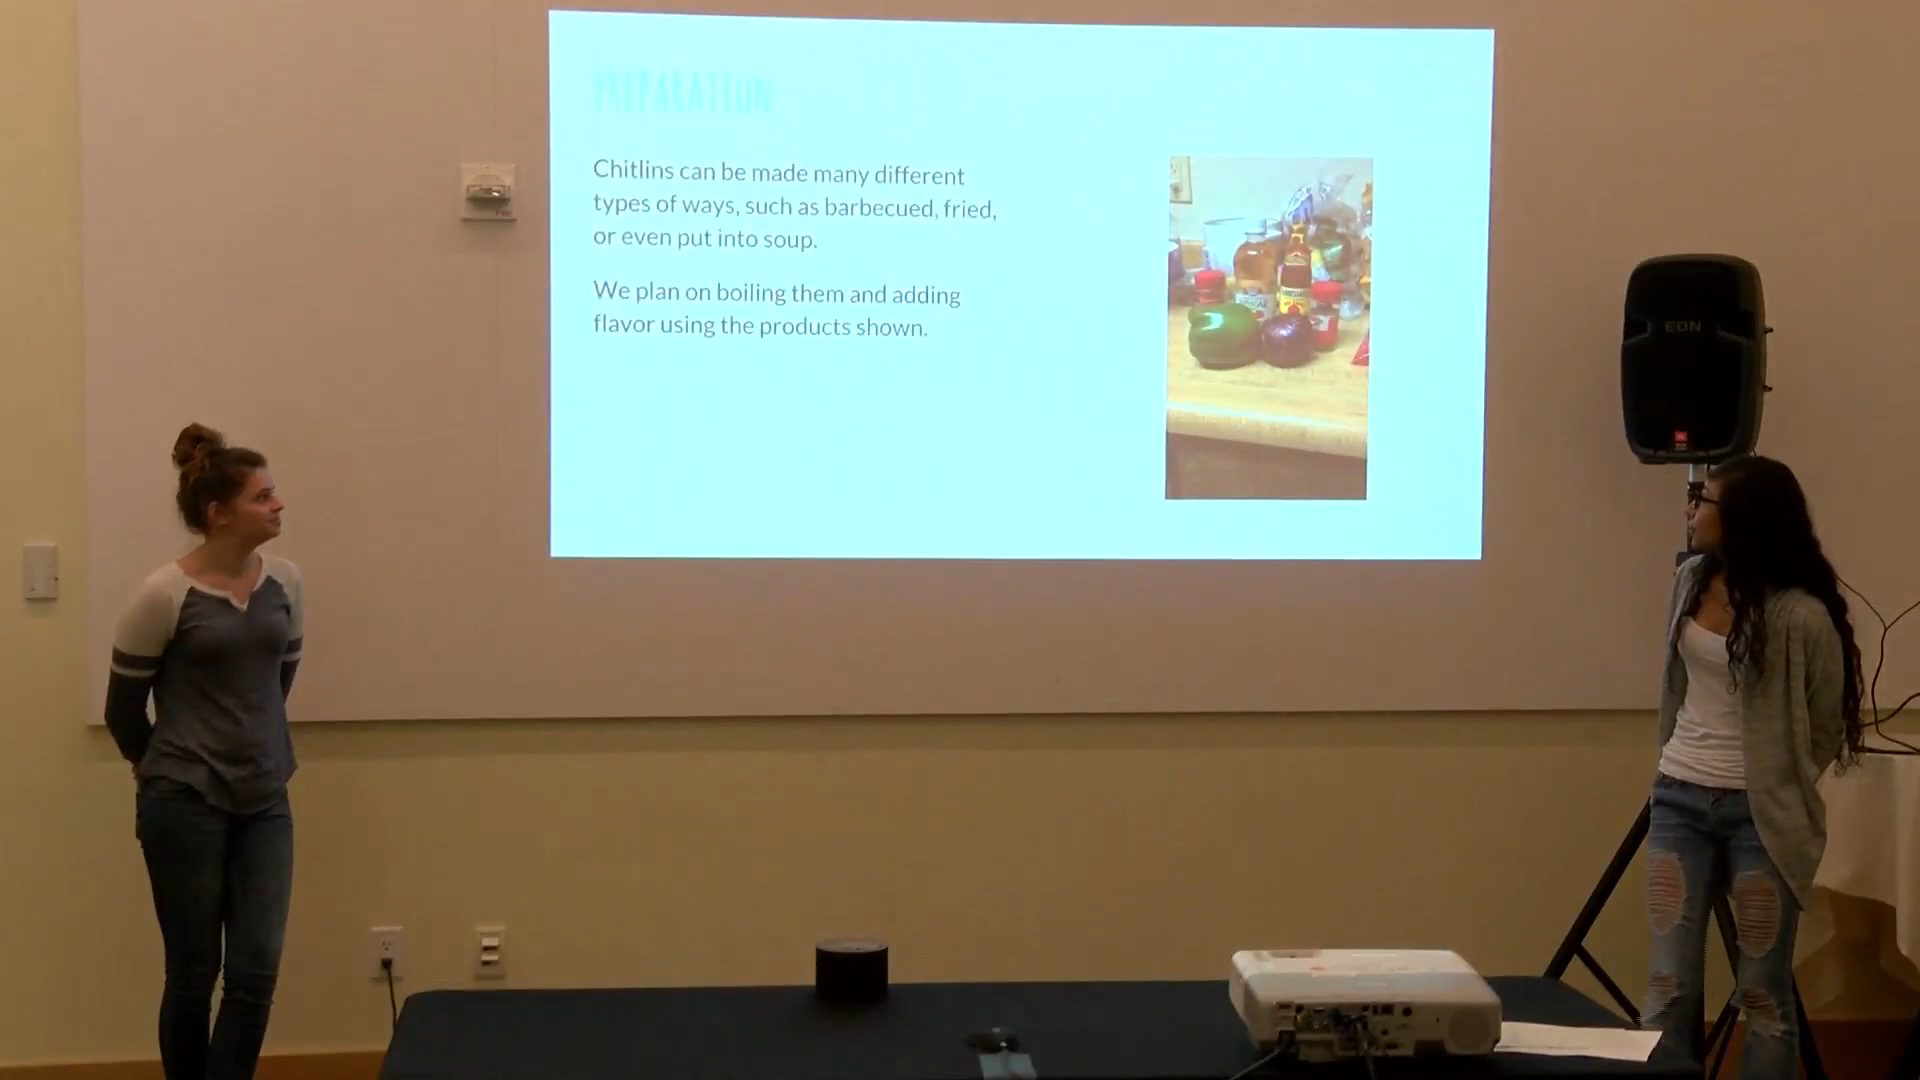 PREPARATION
Chitlins can be made many different
types of ways, such as barbecued, fried,
or even put into soup.
We plan on boiling them and adding
flavor using the products shown.
EON